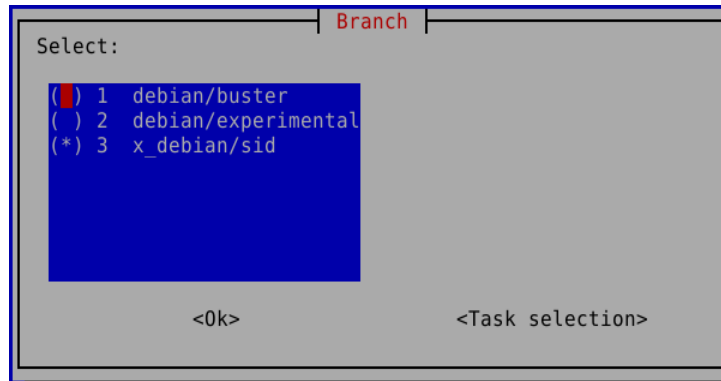 Branch
Select:
( ) 1 debian/buster
( ) 2 debian/experimental
(*) 3 x_debian/sid
<Ok> <Task selection>